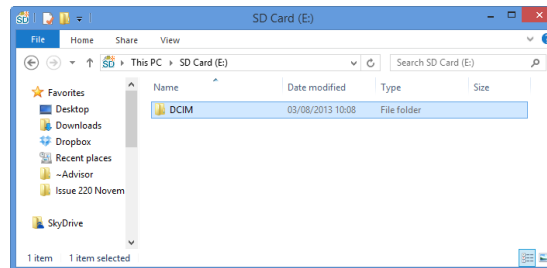 SD Card (E:)
File Home Share View
This PC SD Card (E:) Search SD Card (E:)
Favorites
Desktop
Downloads
Dropbox
Recent places
~Advisor
Issue 220 Novem
SkyDrive
Name Date modified Type Size
DCIM 03/08/2013 10:08 File folder
1 item 1 item selected